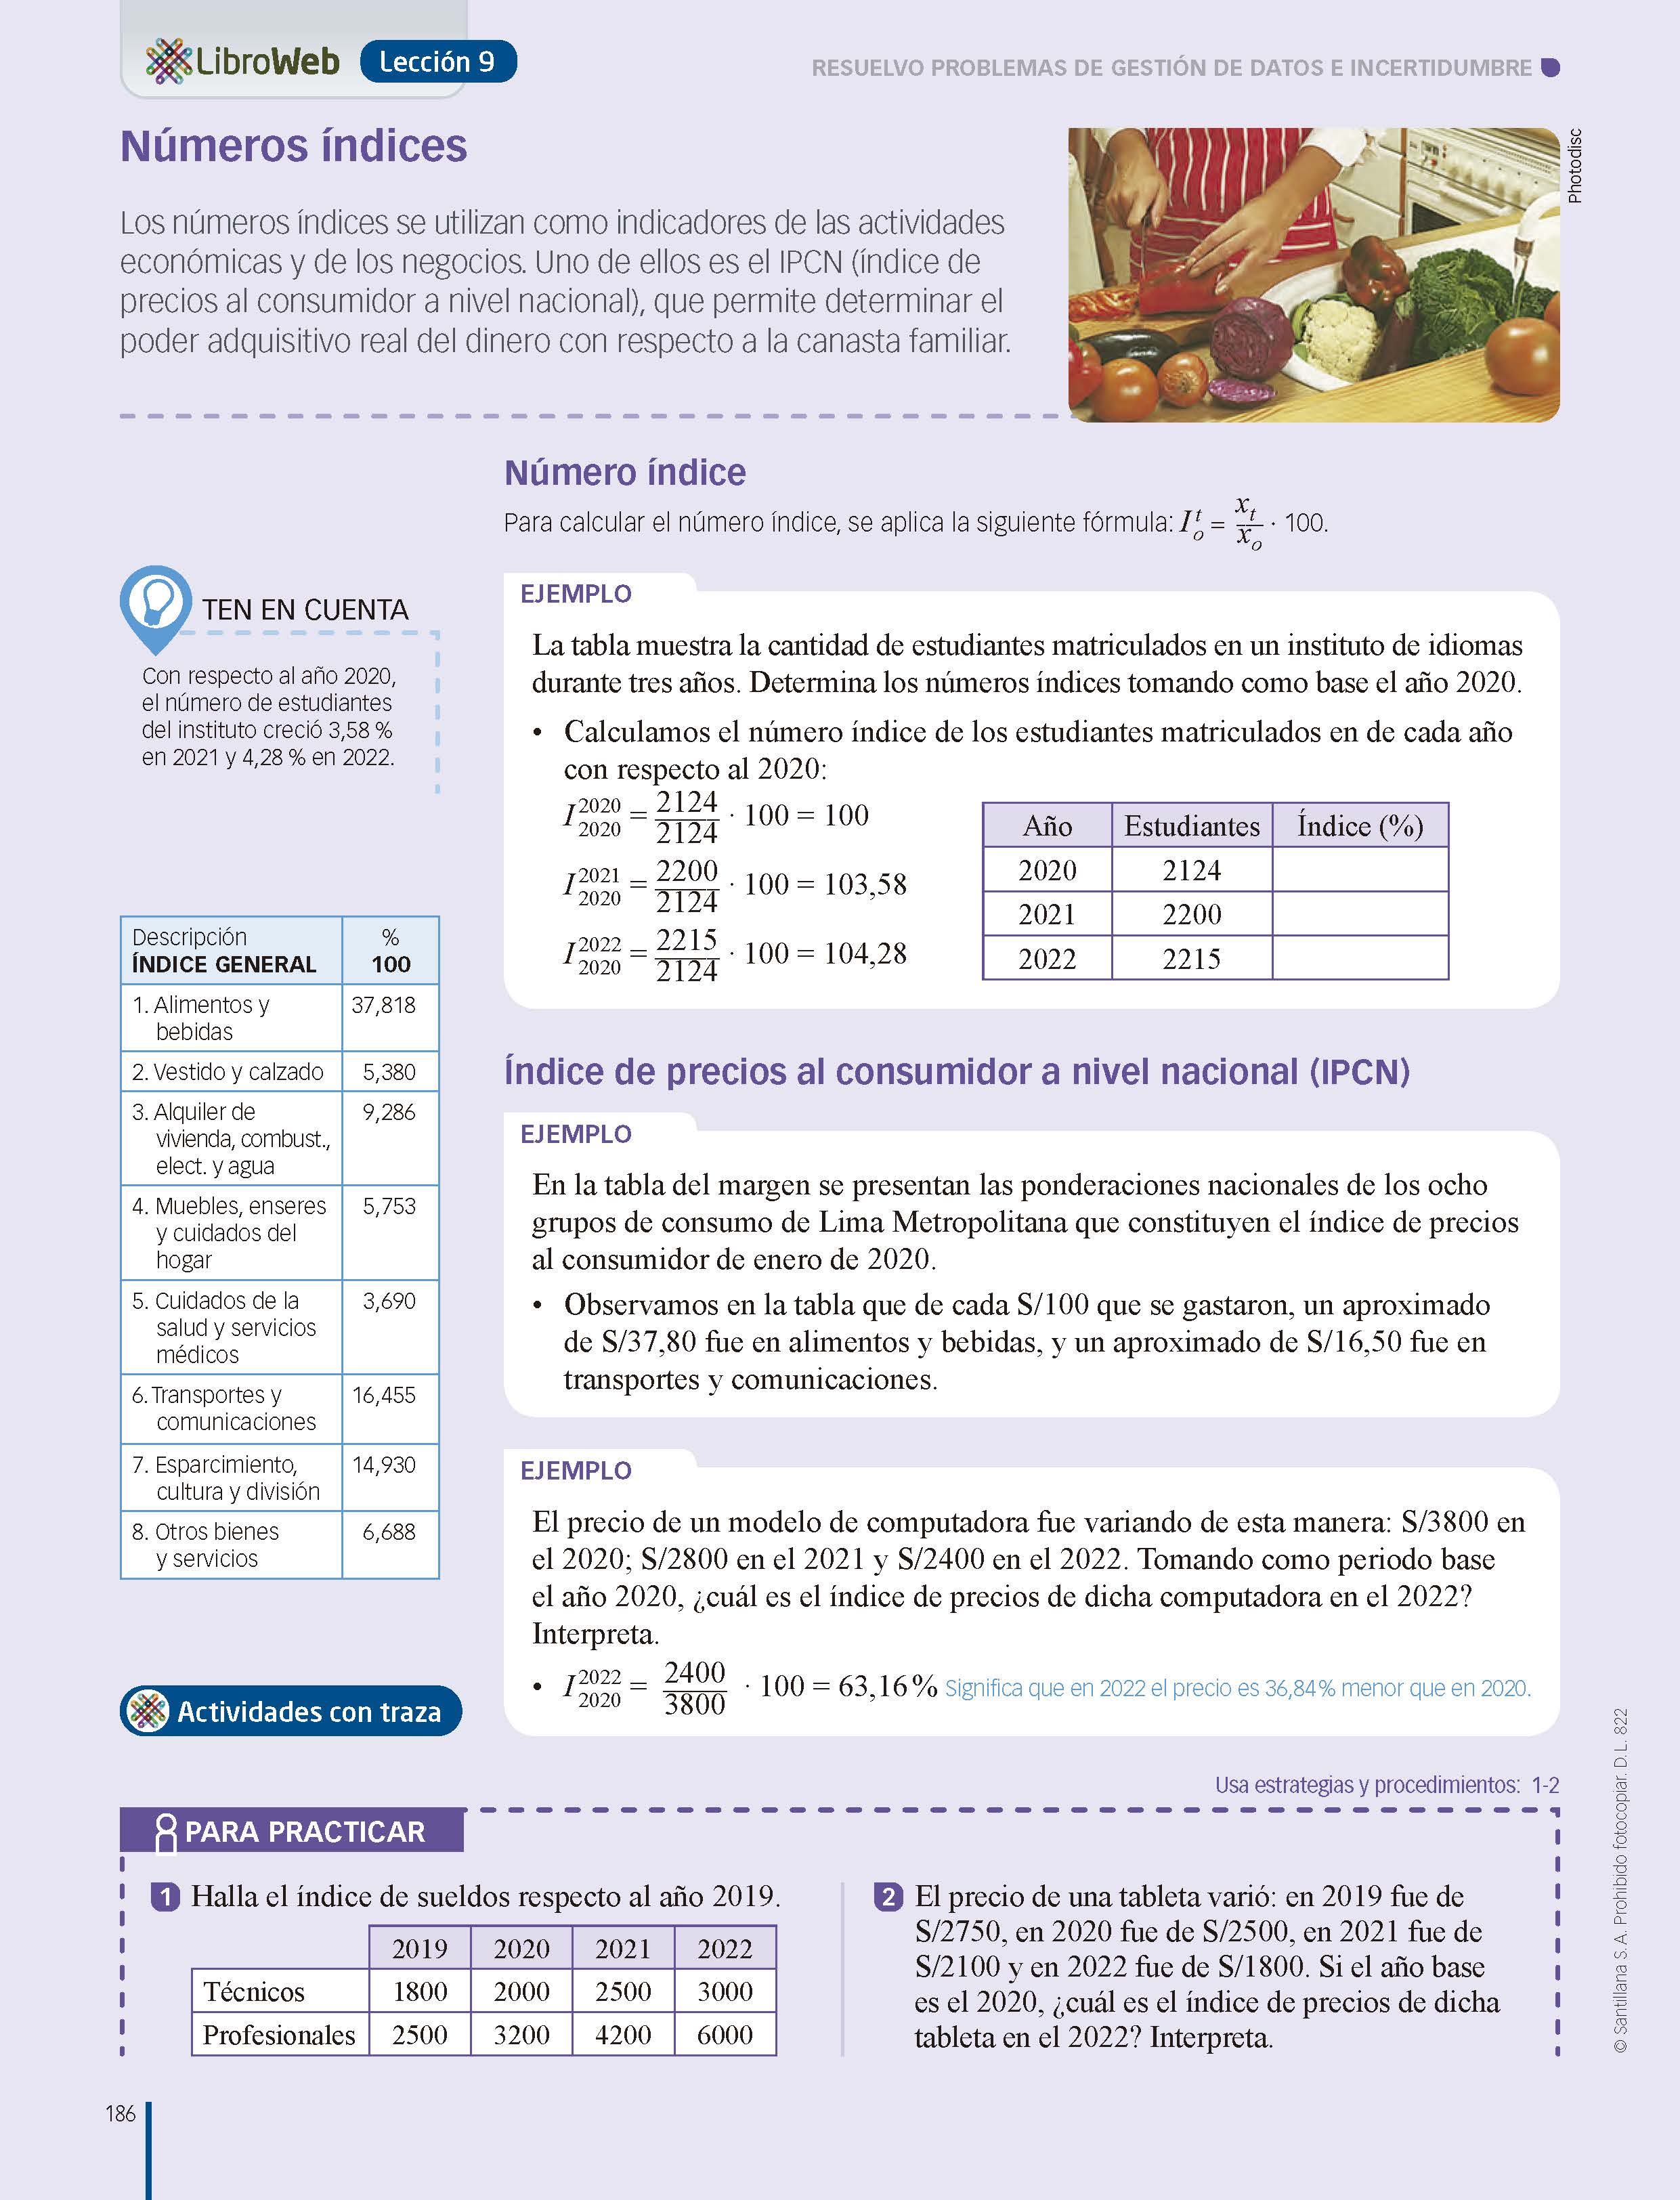 LibroWeb Lección 9
RESUELVO PROBLEMAS DE GESTIÓN DE DATOS E INCERTIDUMBRE
Números índices
Los números índices se utilizan como indicadores de las actividades
económicas y de los negocios. Uno de ellos es el IPCN (índice de
precios al consumidor a nivel nacional), que permite determinar el
poder adquisitivo real del dinero con respecto a la canasta familiar.
Photodisc
Número índice
Para calcular el número índice, se aplica la siguiente fórmula: I_o^t = x_t/x_o · 100.
TEN EN CUENTA
Con respecto al año 2020,
el número de estudiantes
del instituto creció 3,58 %
en 2021 y 4,28 % en 2022.
EJEMPLO
La tabla muestra la cantidad de estudiantes matriculados en un instituto de idiomas
durante tres años. Determina los números índices tomando como base el año 2020.
• Calculamos el número índice de los estudiantes matriculados en de cada año
con respecto al 2020:
I_2020^2020 = 2124/2124 · 100 = 100
I_2020^2021 = 2200/2124 · 100 = 103,58
I_2020^2022 = 2215/2124 · 100 = 104,28
Año Estudiantes Índice (%)
2020 2124
2021 2200
2022 2215
Descripción %
ÍNDICE GENERAL 100
1. Alimentos y 37,818
bebidas
2. Vestido y calzado 5,380
3. Alquiler de 9,286
vivienda, combust.,
elect. y agua
4. Muebles, enseres 5,753
y cuidados del
hogar
5. Cuidados de la 3,690
salud y servicios
médicos
6. Transportes y 16,455
comunicaciones
7. Esparcimiento, 14,930
cultura y división
8. Otros bienes 6,688
y servicios
Índice de precios al consumidor a nivel nacional (IPCN)
EJEMPLO
En la tabla del margen se presentan las ponderaciones nacionales de los ocho
grupos de consumo de Lima Metropolitana que constituyen el índice de precios
al consumidor de enero de 2020.
• Observamos en la tabla que de cada S/100 que se gastaron, un aproximado
de S/37,80 fue en alimentos y bebidas, y un aproximado de S/16,50 fue en
transportes y comunicaciones.
EJEMPLO
El precio de un modelo de computadora fue variando de esta manera: S/3800 en
el 2020; S/2800 en el 2021 y S/2400 en el 2022. Tomando como periodo base
el año 2020, ¿cuál es el índice de precios de dicha computadora en el 2022?
Interpreta.
• I_2020^2022 = 2400/3800 · 100 = 63,16 % Significa que en 2022 el precio es 36,84 % menor que en 2020.
Actividades con traza
Usa estrategias y procedimientos: 1-2
PARA PRACTICAR
1 Halla el índice de sueldos respecto al año 2019.
2019 2020 2021 2022
Técnicos 1800 2000 2500 3000
Profesionales 2500 3200 4200 6000
2 El precio de una tableta varió: en 2019 fue de
S/2750, en 2020 fue de S/2500, en 2021 fue de
S/2100 y en 2022 fue de S/1800. Si el año base
es el 2020, ¿cuál es el índice de precios de dicha
tableta en el 2022? Interpreta.
© Santillana S. A. Prohibido fotocopiar. D. L. 822
186